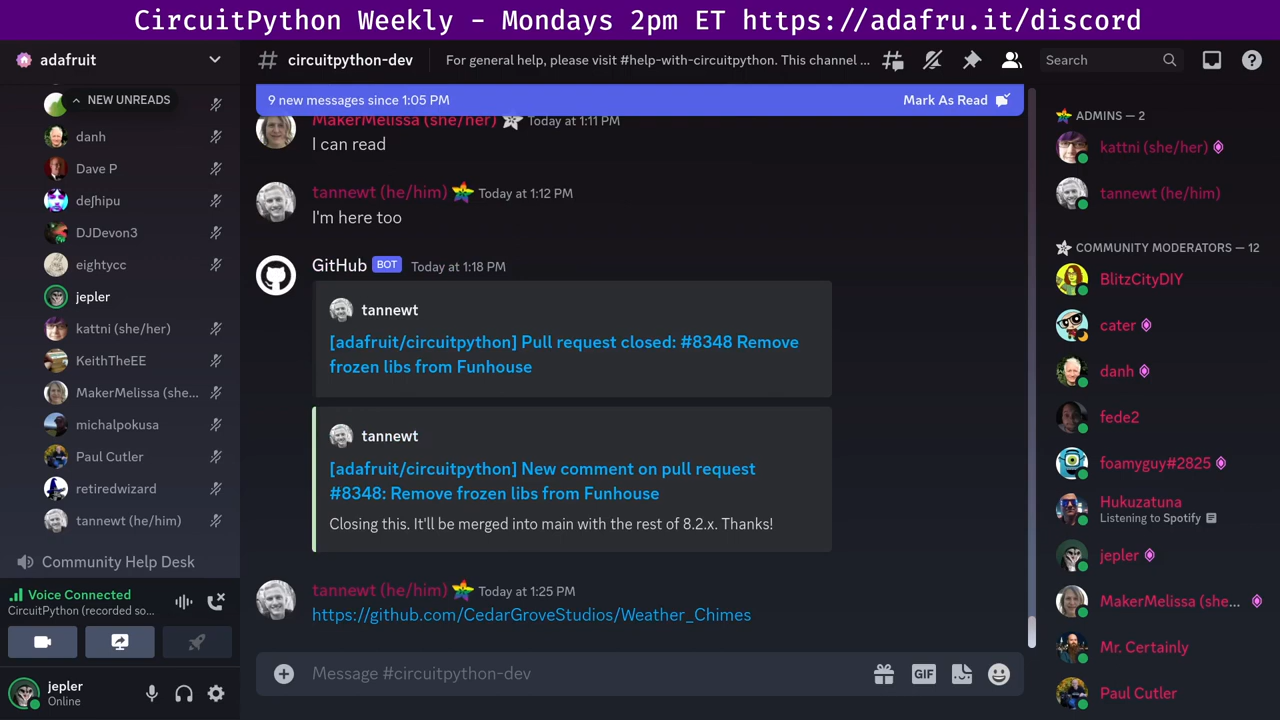 CircuitPython Weekly - Mondays 2pm ET https://adafru.it/discord
adafruit
NEW UNREADS
danh
Dave P
de∫hipu
DJDevon3
eightycc
jepler
kattni (she/her)
KeithTheEE
MakerMelissa (she...
michalpokusa
Paul Cutler
retiredwizard
tannewt (he/him)
Community Help Desk
Voice Connected
CircuitPython (recorded so...
jepler
Online
circuitpython-dev
For general help, please visit #help-with-circuitpython. This channel ...
Search
9 new messages since 1:05 PM
Mark As Read
MakerMelissa (she/her) Today at 1:11 PM
I can read
tannewt (he/him) Today at 1:12 PM
I'm here too
GitHub BOT Today at 1:18 PM
tannewt
[adafruit/circuitpython] Pull request closed: #8348 Remove
frozen libs from Funhouse
tannewt
[adafruit/circuitpython] New comment on pull request
#8348: Remove frozen libs from Funhouse
Closing this. It'll be merged into main with the rest of 8.2.x. Thanks!
tannewt (he/him) Today at 1:25 PM
https://github.com/CedarGroveStudios/Weather_Chimes
Message #circuitpython-dev
GIF
ADMINS — 2
kattni (she/her)
tannewt (he/him)
COMMUNITY MODERATORS — 12
BlitzCityDIY
cater
danh
fede2
foamyguy#2825
Hukuzatuna
Listening to Spotify
jepler
MakerMelissa (she...
Mr. Certainly
Paul Cutler